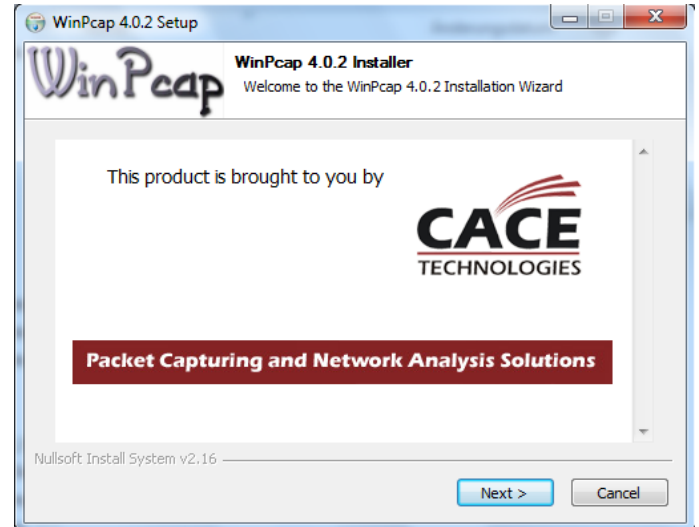 WinPcap 4.0.2 Setup
WinPcap
WinPcap 4.0.2 Installer
Welcome to the WinPcap 4.0.2 Installation Wizard
This product is brought to you by
CACE
TECHNOLOGIES
Packet Capturing and Network Analysis Solutions
Nullsoft Install System v2.16
Next >
Cancel